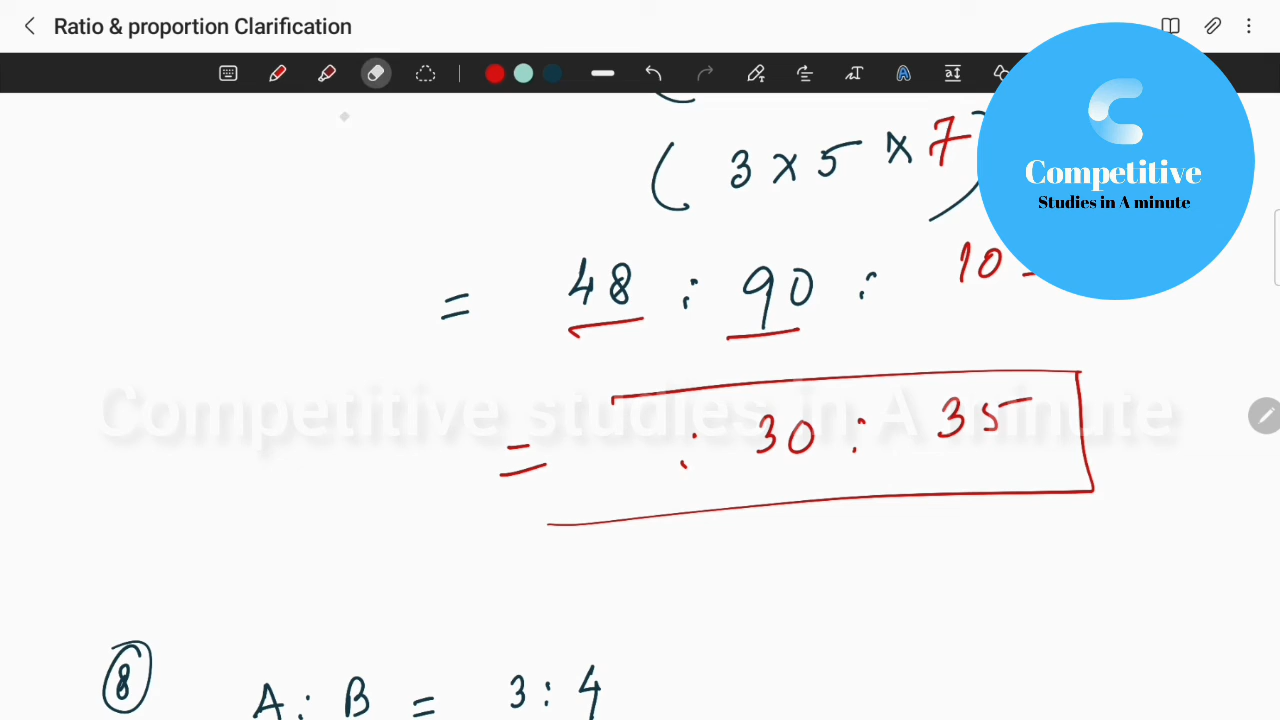 Ratio & proportion Clarification
( 3 x 5 x 7 )
Competitive
Studies in A minute
= 48 : 90 : 10
Competitive studies in A minute
= : 30 : 35
8
A : B = 3 : 4